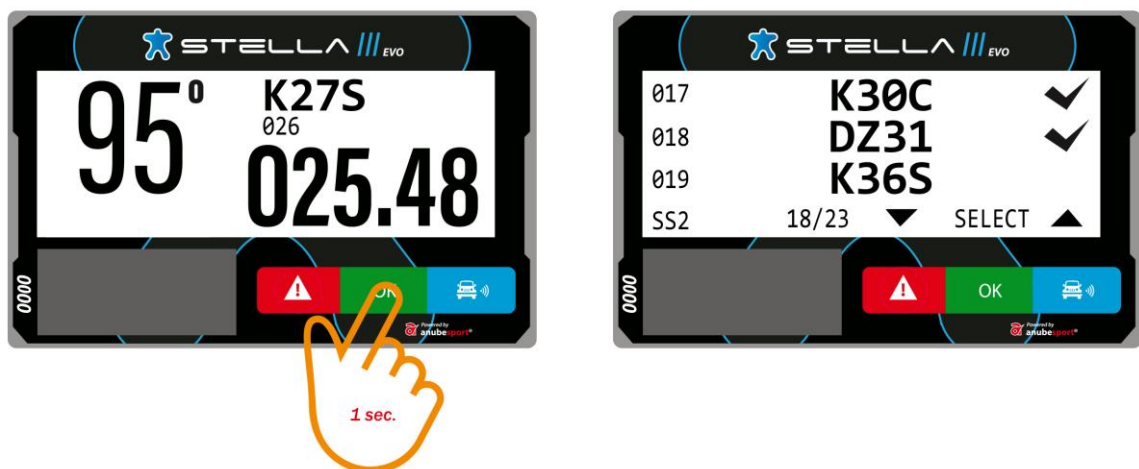 STELLA III EVO
95° K27S
026
025.48
0000
OK
Powered by
anubesport®
1 sec.
STELLA III EVO
017 K30C
018 DZ31
019 K36S
SS2 18/23 SELECT
0000
OK
Powered by
anubesport®